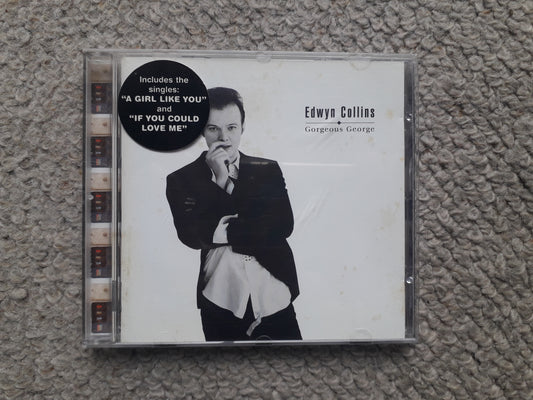 Includes the
singles:
“A GIRL LIKE YOU”
and
“IF YOU COULD
LOVE ME”
Edwyn Collins
Gorgeous George